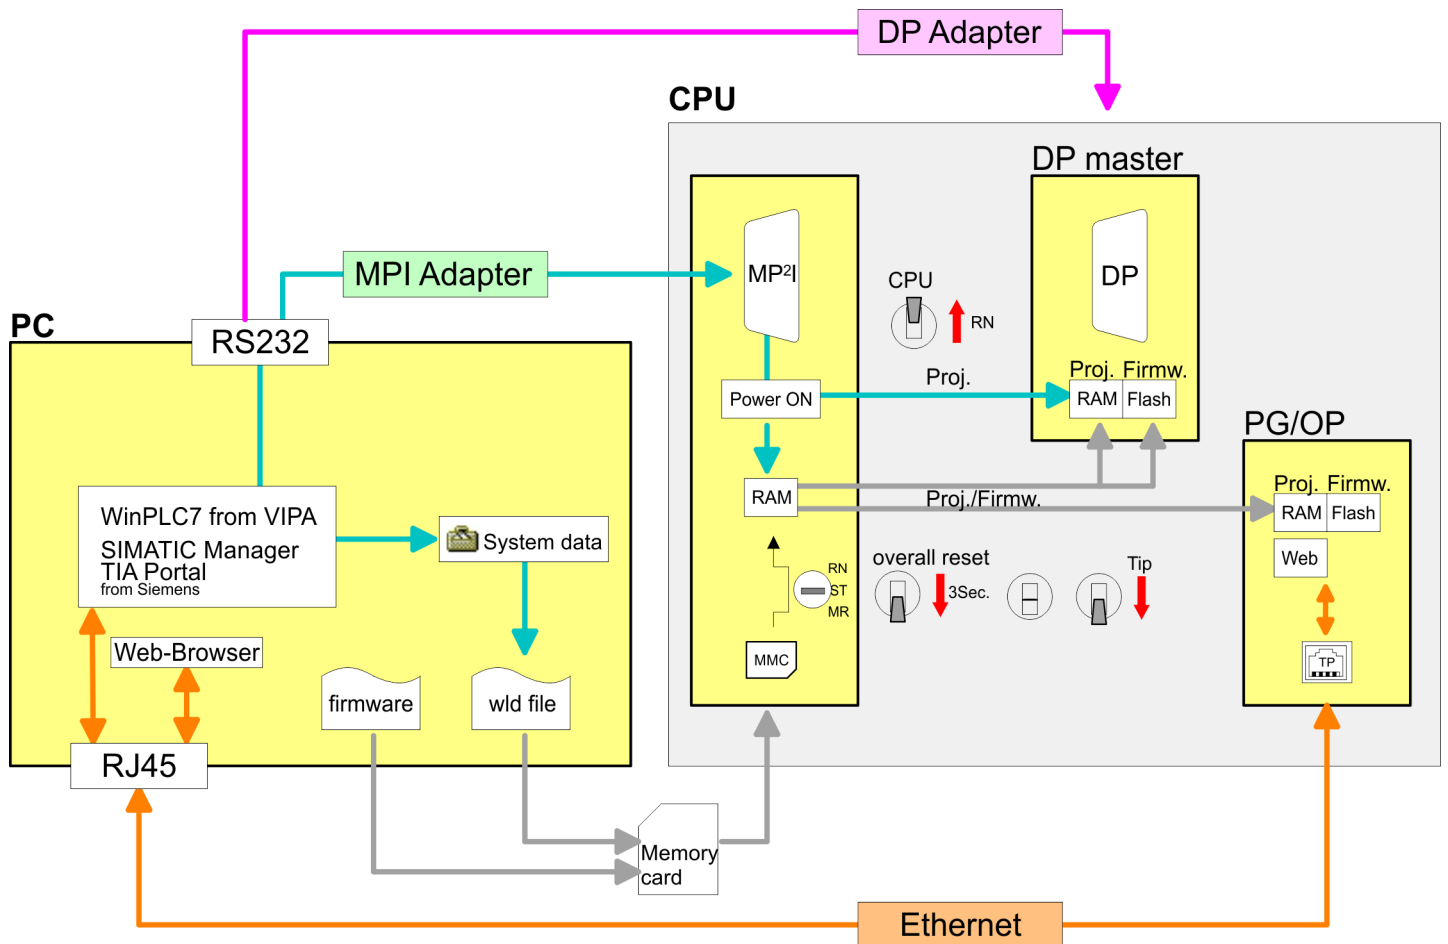 DP Adapter
CPU
DP master
MPI Adapter
MP²I
DP
CPU
RN
PC
RS232
Proj.
Proj. Firmw.
RAM Flash
Power ON
PG/OP
RAM
Proj./Firmw.
Proj. Firmw.
RAM Flash
WinPLC7 from VIPA
SIMATIC Manager
TIA Portal
from Siemens
System data
Web
overall reset
3Sec.
Tip
RN
ST
MR
Web-Browser
MMC
TP
firmware
wld file
RJ45
Memory
card
Ethernet